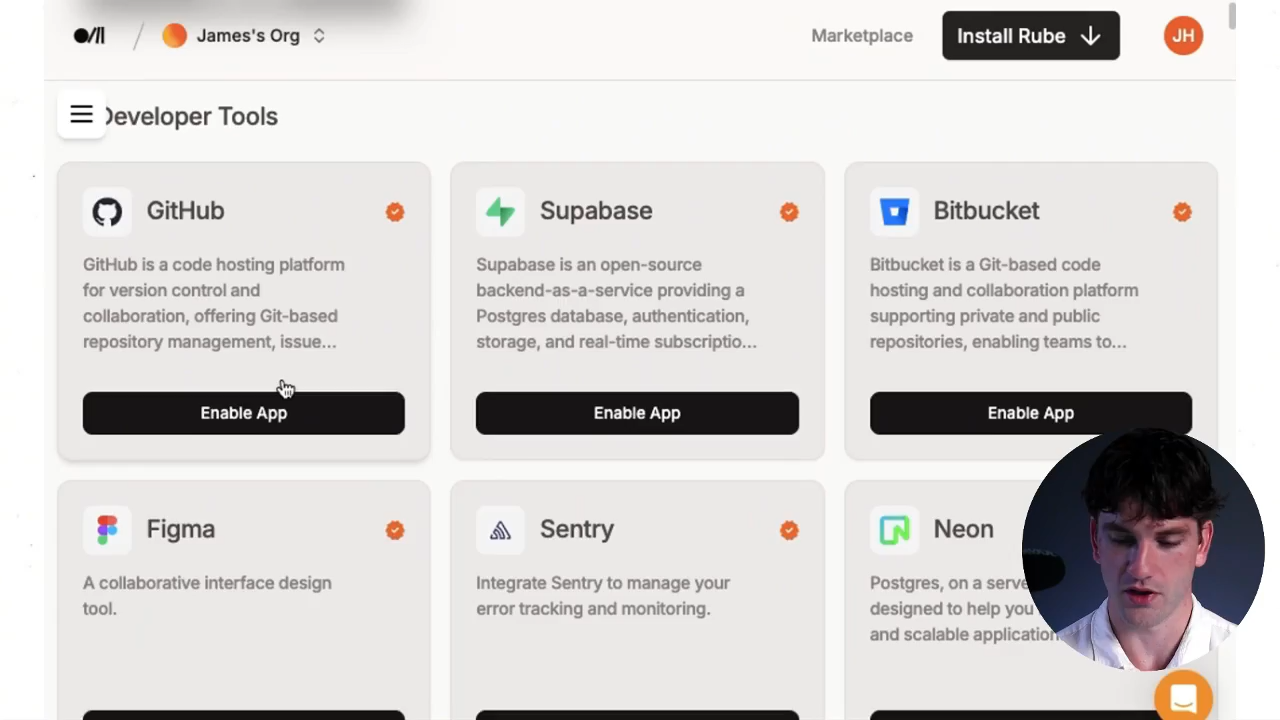 James's Org
Marketplace
Install Rube
JH
Developer Tools
GitHub
Supabase
Bitbucket
GitHub is a code hosting platform
for version control and
collaboration, offering Git-based
repository management, issue...
Supabase is an open-source
backend-as-a-service providing a
Postgres database, authentication,
storage, and real-time subscriptio...
Bitbucket is a Git-based code
hosting and collaboration platform
supporting private and public
repositories, enabling teams to...
Enable App
Enable App
Enable App
Figma
Sentry
Neon
A collaborative interface design
tool.
Integrate Sentry to manage your
error tracking and monitoring.
Postgres, on a serve
designed to help you
and scalable application